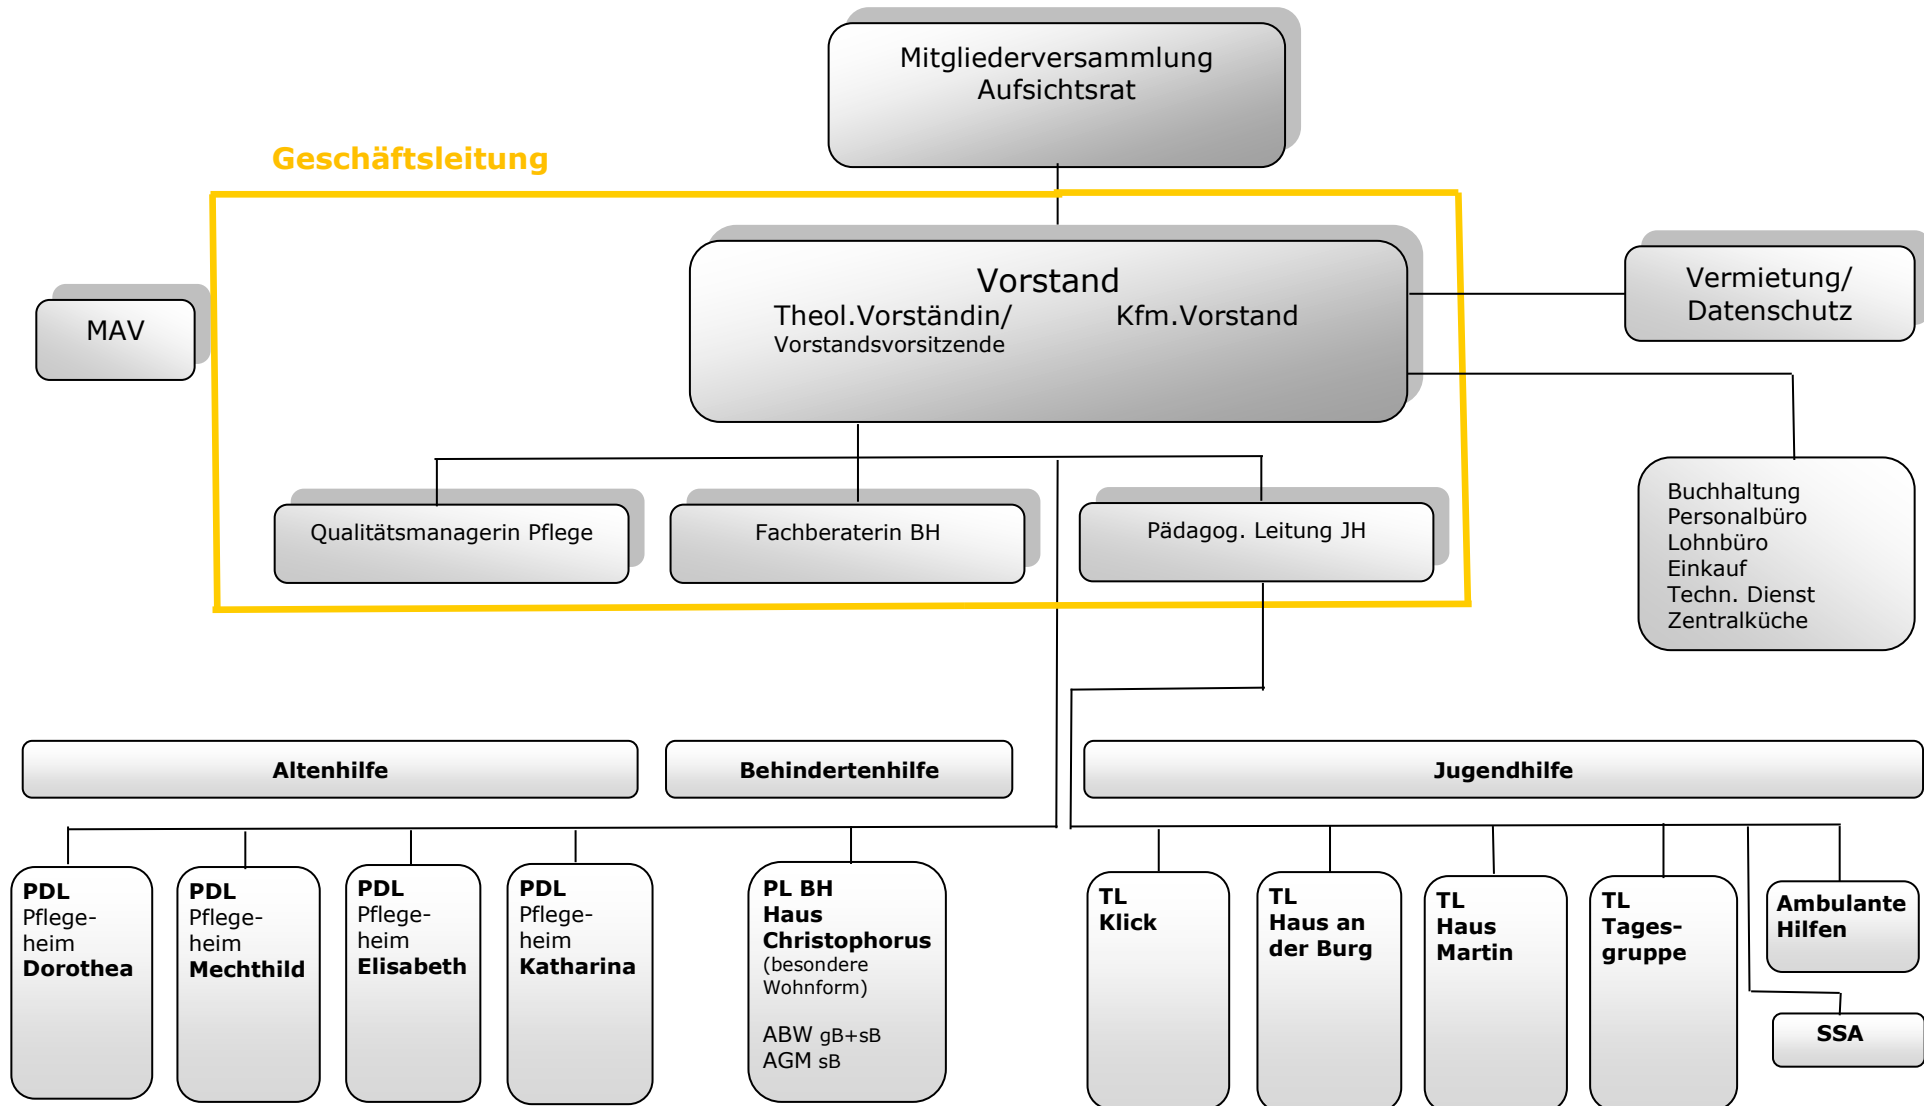 Mitgliederversammlung
Aufsichtsrat
Geschäftsleitung
MAV
Vorstand
Theol.Vorständin/ Kfm.Vorstand
Vorstandsvorsitzende
Vermietung/
Datenschutz
Qualitätsmanagerin Pflege
Fachberaterin BH
Pädagog. Leitung JH
Buchhaltung
Personalbüro
Lohnbüro
Einkauf
Techn. Dienst
Zentralküche
Altenhilfe
Behindertenhilfe
Jugendhilfe
PDL
Pflege-
heim
Dorothea
PDL
Pflege-
heim
Mechthild
PDL
Pflege-
heim
Elisabeth
PDL
Pflege-
heim
Katharina
PL BH
Haus
Christophorus
(besondere
Wohnform)
ABW gB+sB
AGM sB
TL
Klick
TL
Haus an
der Burg
TL
Haus
Martin
TL
Tages-
gruppe
Ambulante
Hilfen
SSA